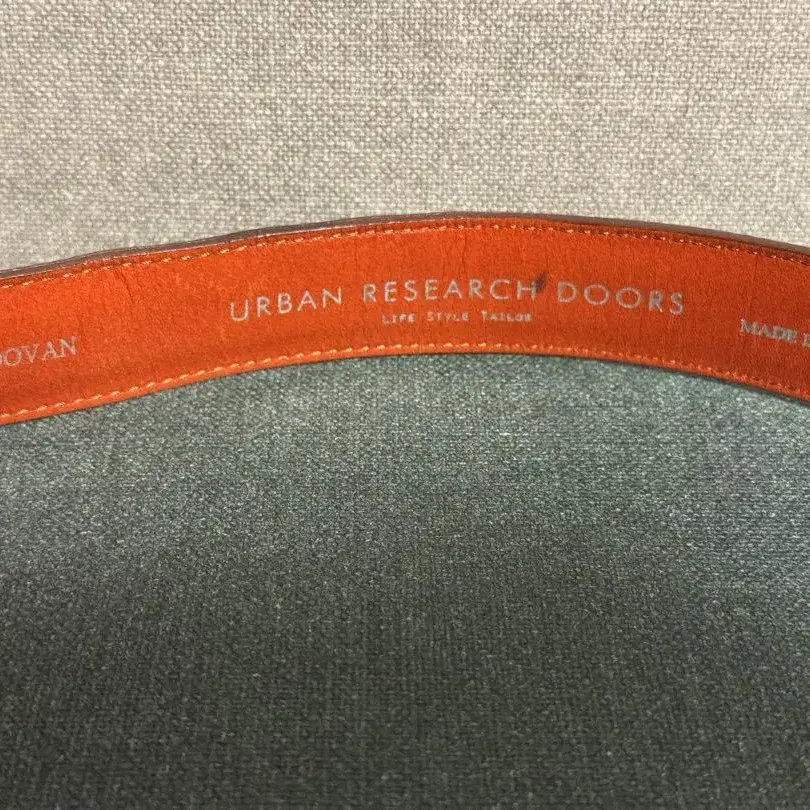 DOVAN
URBAN RESEARCH DOORS
LIFE STYLE TAILOR
MADE